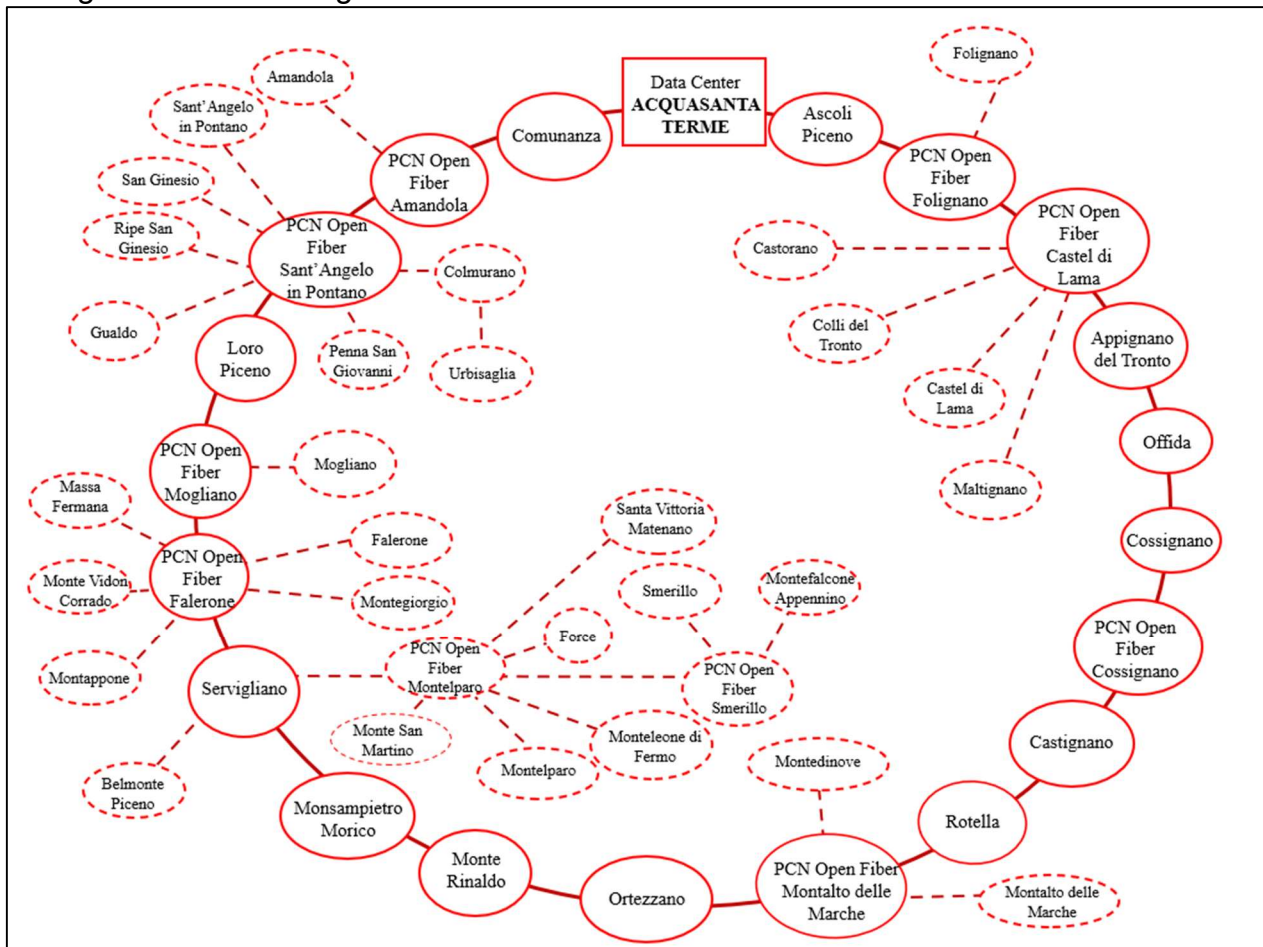 Data Center
ACQUASANTA
TERME
Ascoli
Piceno
Folignano
PCN Open
Fiber
Folignano
PCN Open
Fiber
Castel di
Lama
Castorano
Colli del
Tronto
Castel di
Lama
Maltignano
Appignano
del Tronto
Offida
Cossignano
PCN Open
Fiber
Cossignano
Castignano
Rotella
PCN Open Fiber
Montalto delle
Marche
Montedinove
Montalto delle
Marche
Ortezzano
Monte
Rinaldo
Monsampietro
Morico
Servigliano
Belmonte
Piceno
PCN Open
Fiber
Montelparo
Santa Vittoria
Matenano
Force
Smerillo
Montefalcone
Appennino
PCN Open
Fiber
Smerillo
Monteleone di
Fermo
Montelparo
Monte San
Martino
PCN Open
Fiber
Falerone
Massa
Fermana
Monte Vidon
Corrado
Montappone
Falerone
Montegiorgio
PCN Open
Fiber
Mogliano
Mogliano
Loro
Piceno
PCN Open
Fiber
Sant'Angelo
in Pontano
Sant'Angelo
in Pontano
San Ginesio
Ripe San
Ginesio
Gualdo
Penna San
Giovanni
Colmurano
Urbisaglia
PCN Open
Fiber
Amandola
Amandola
Comunanza